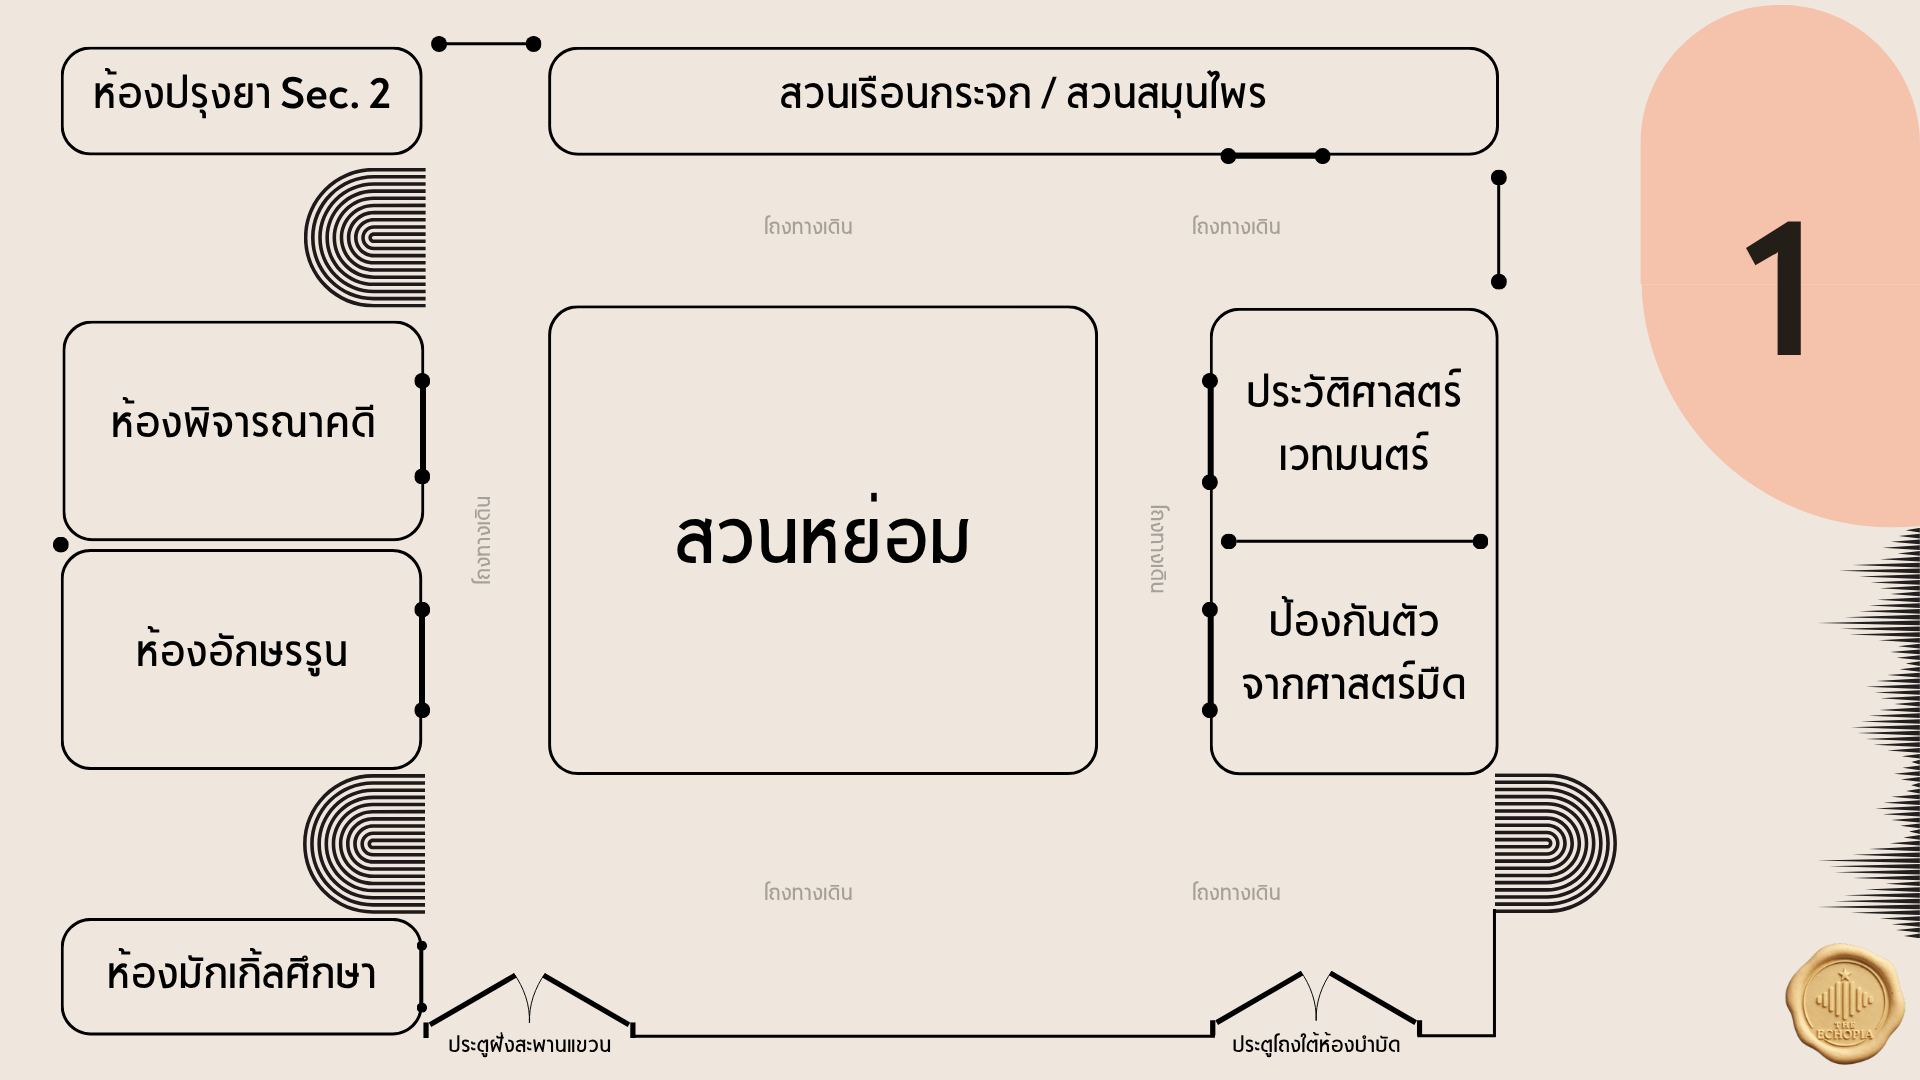 ห้องปรุงยา Sec. 2
สวนเรือนกระจก / สวนสมุนไพร
โถงทางเดิน
โถงทางเดิน
1
ห้องพิจารณาคดี
ประวัติศาสตร์
เวทมนตร์
โถงทางเดิน
สวนหย่อม
โถงทางเดิน
ห้องอักษรรูน
ป้องกันตัว
จากศาสตร์มืด
โถงทางเดิน
โถงทางเดิน
ห้องมักเกิ้ลศึกษา
ประตูฝั่งสะพานแขวน
ประตูโถงใต้ห้องบำบัด
THE
ECHOPIA